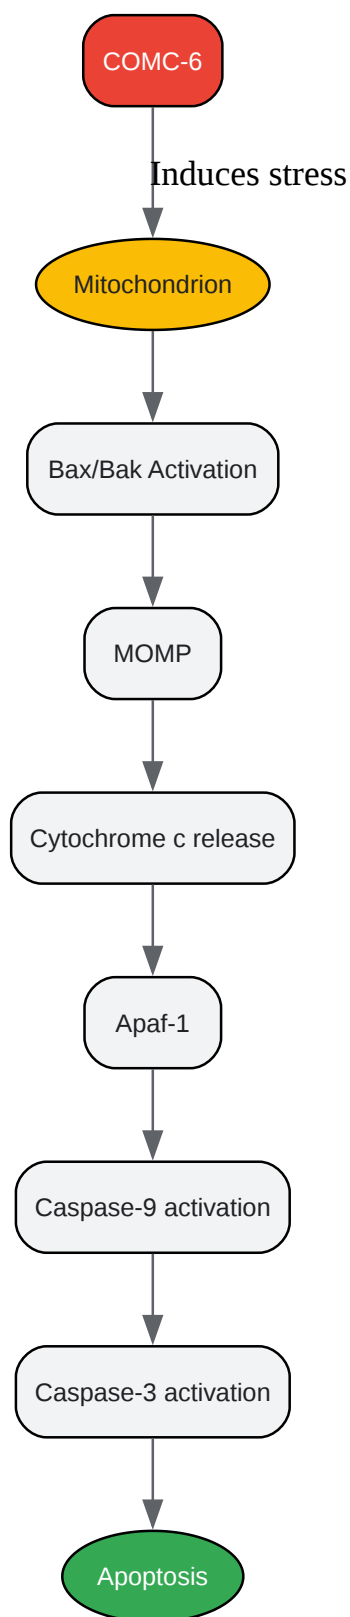 COMC-6
Induces stress
Mitochondrion
Bax/Bak Activation
MOMP
Cytochrome c release
Apaf-1
Caspase-9 activation
Caspase-3 activation
Apoptosis